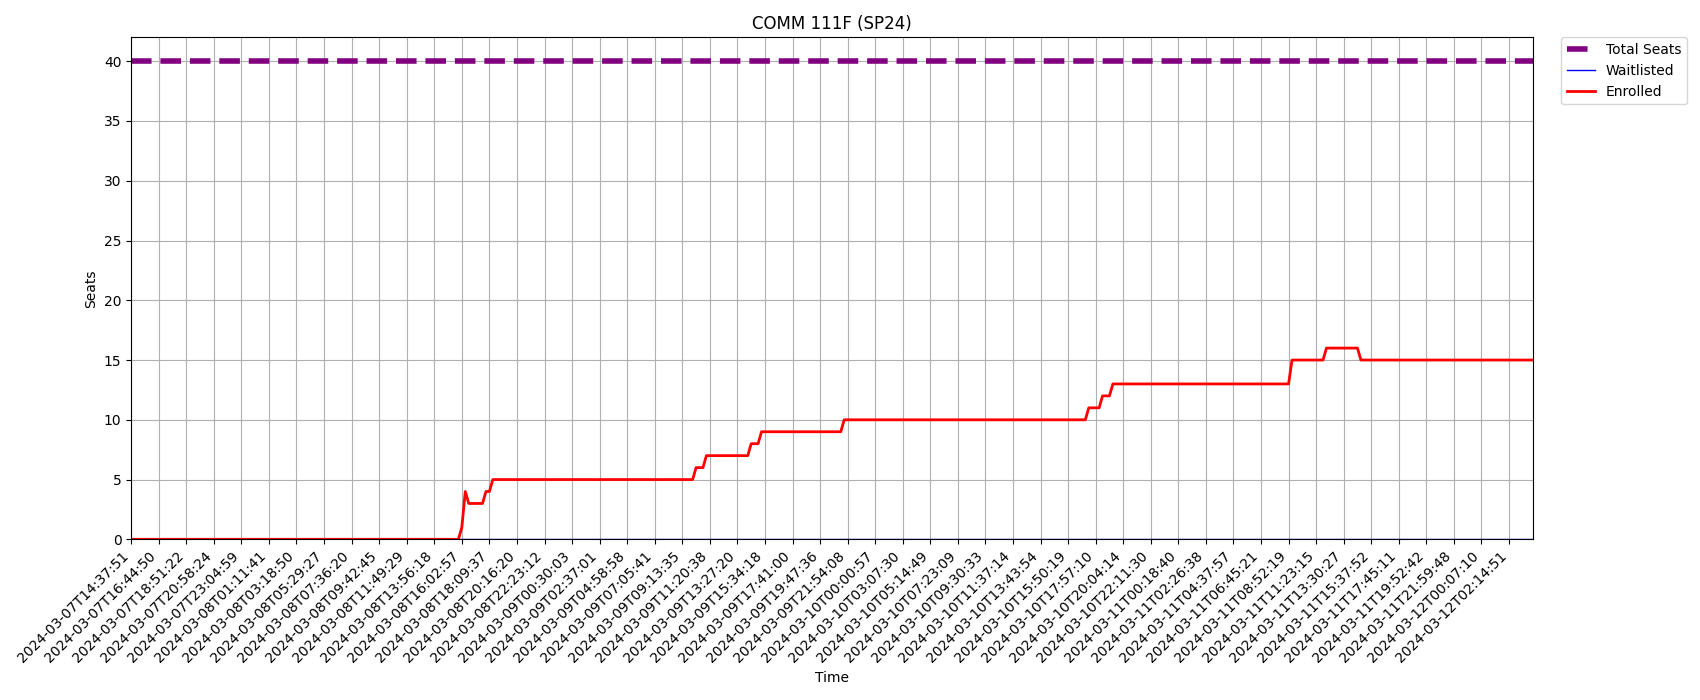 COMM 111F (SP24)
Total Seats
Waitlisted
Enrolled
40
35
30
25
20
15
10
5
0
Seats
2024-03-07T14:37:51
2024-03-07T16:44:50
2024-03-07T18:51:22
2024-03-07T20:58:24
2024-03-07T23:04:59
2024-03-08T01:11:41
2024-03-08T03:18:50
2024-03-08T05:29:27
2024-03-08T07:36:20
2024-03-08T09:42:45
2024-03-08T11:49:29
2024-03-08T13:56:18
2024-03-08T16:02:57
2024-03-08T18:09:37
2024-03-08T20:16:20
2024-03-08T22:23:12
2024-03-09T00:30:03
2024-03-09T02:37:01
2024-03-09T04:58:58
2024-03-09T07:05:41
2024-03-09T09:13:35
2024-03-09T11:20:38
2024-03-09T13:27:20
2024-03-09T15:34:18
2024-03-09T17:41:00
2024-03-09T19:47:36
2024-03-09T21:54:08
2024-03-10T00:00:57
2024-03-10T03:07:30
2024-03-10T05:14:49
2024-03-10T07:23:09
2024-03-10T09:30:33
2024-03-10T11:37:14
2024-03-10T13:43:54
2024-03-10T15:50:19
2024-03-10T17:57:10
2024-03-10T20:04:14
2024-03-10T22:11:30
2024-03-11T00:18:40
2024-03-11T02:26:38
2024-03-11T04:37:57
2024-03-11T06:45:21
2024-03-11T08:52:19
2024-03-11T11:23:15
2024-03-11T13:30:27
2024-03-11T15:37:52
2024-03-11T17:45:11
2024-03-11T19:52:42
2024-03-11T21:59:48
2024-03-12T00:07:10
2024-03-12T02:14:51
Time